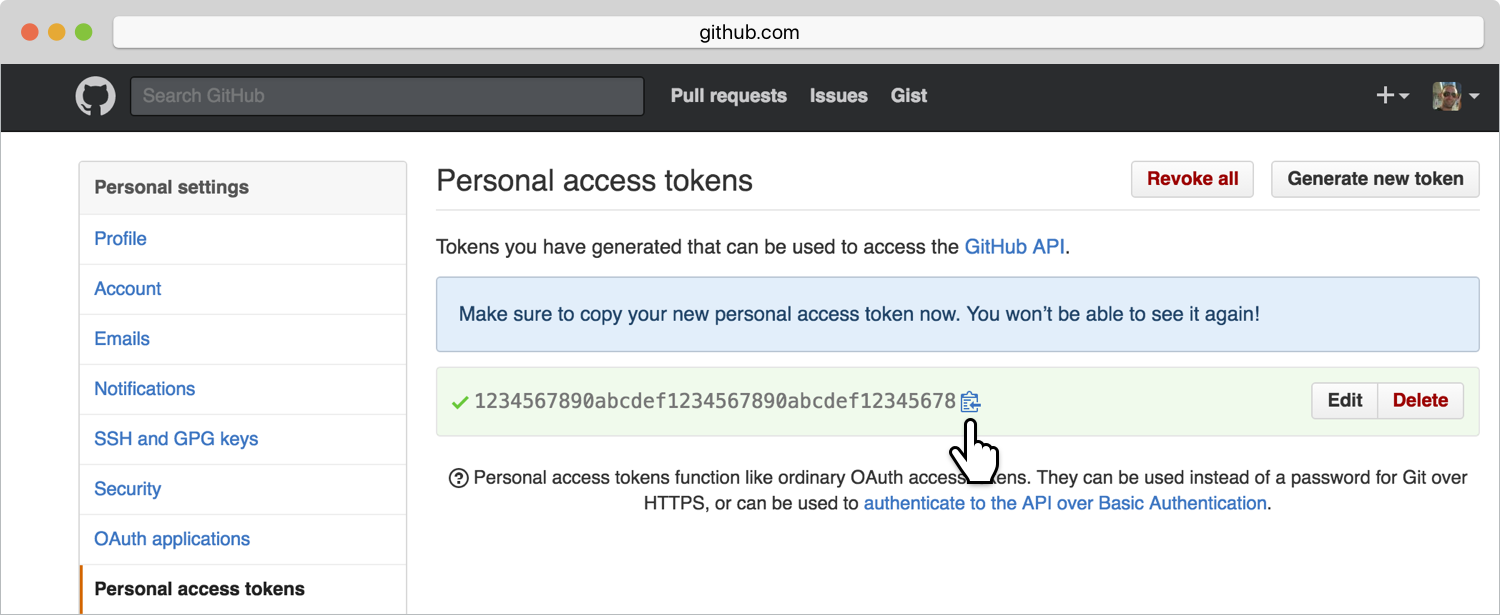 github.com
Search GitHub
Pull requests Issues Gist
Personal settings
Profile
Account
Emails
Notifications
SSH and GPG keys
Security
OAuth applications
Personal access tokens
Personal access tokens
Revoke all
Generate new token
Tokens you have generated that can be used to access the GitHub API.
Make sure to copy your new personal access token now. You won’t be able to see it again!
1234567890abcdef1234567890abcdef12345678
Edit Delete
Personal access tokens function like ordinary OAuth access tokens. They can be used instead of a password for Git over
HTTPS, or can be used to authenticate to the API over Basic Authentication.